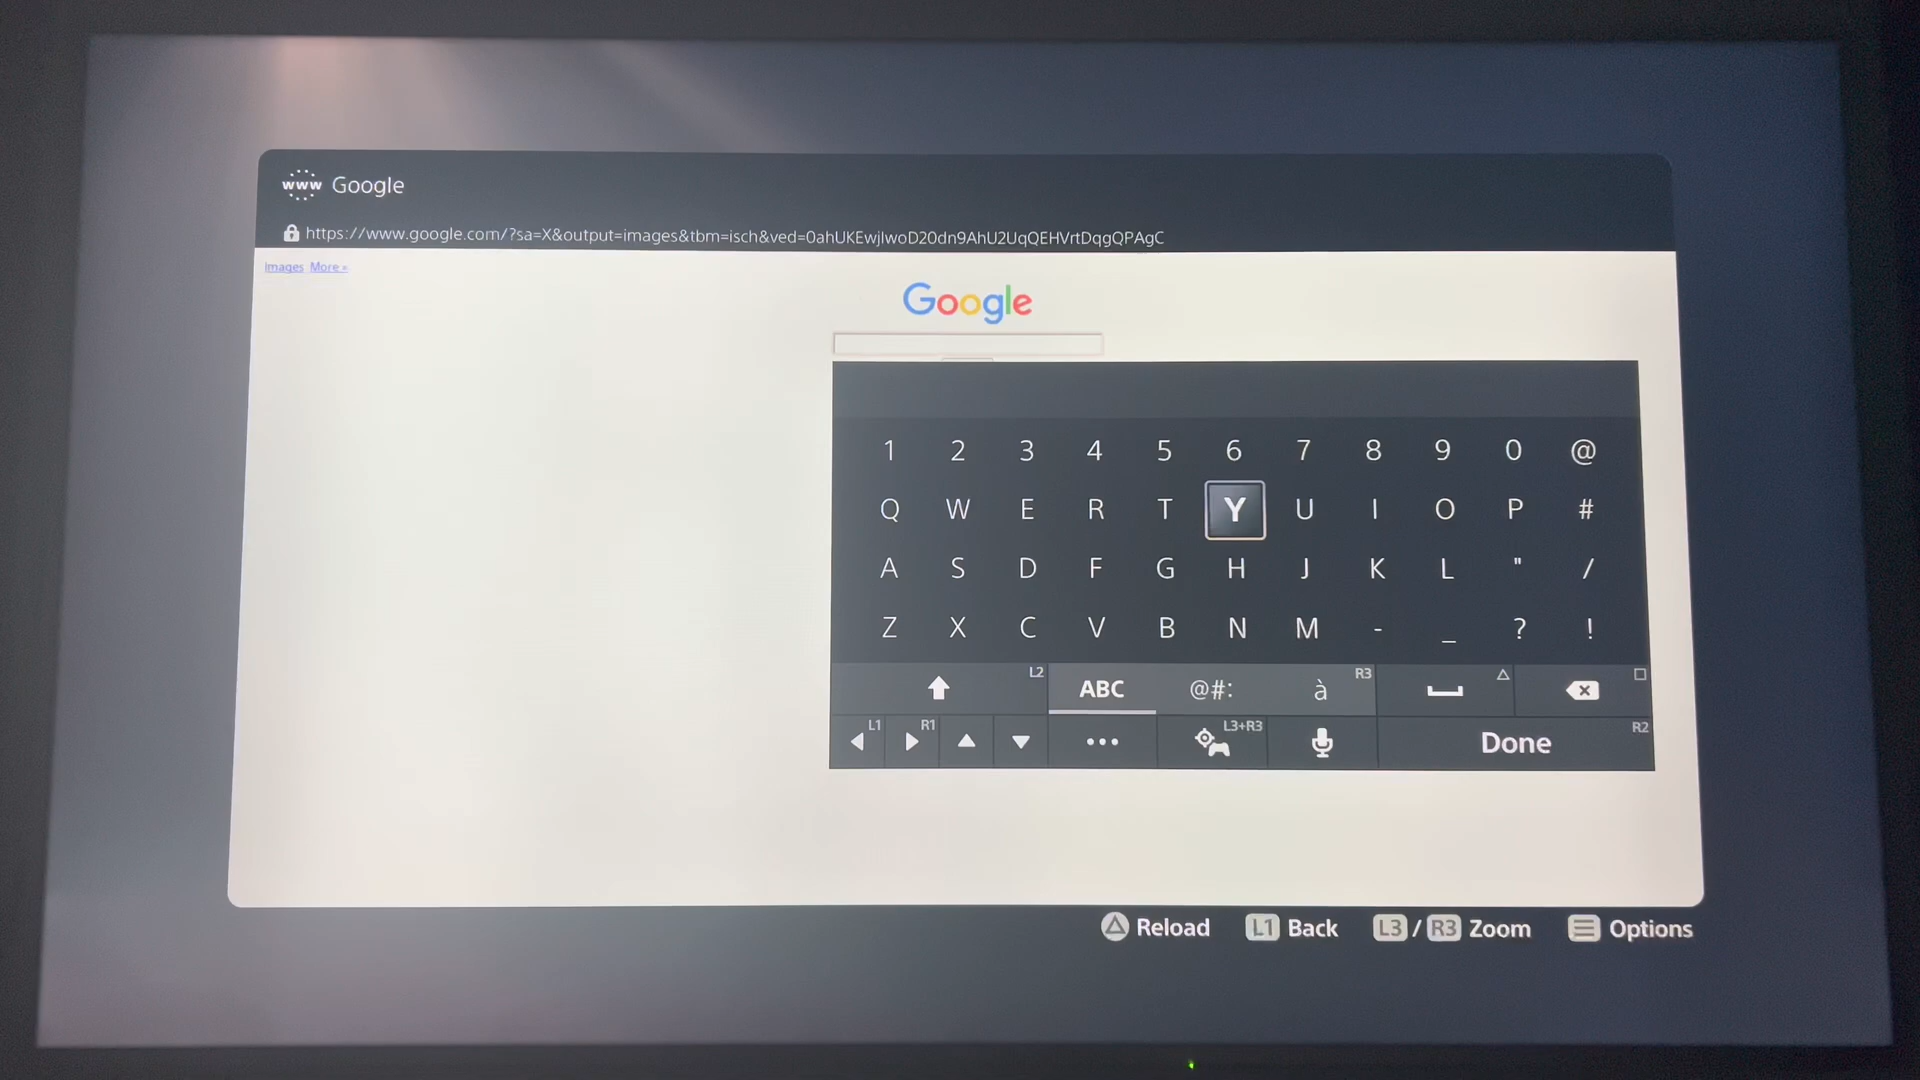 www Google
https://www.google.com/?sa=X&output=images&tbm=isch&ved=0ahUKEwjlwoD20dn9AhU2UqQEHVrtDqgQPAgC
Images More »
Google
1 2 3 4 5 6 7 8 9 0 @
Q W E R T Y U I O P #
A S D F G H J K L " /
Z X C V B N M - _ ? !
L2 ABC @#: à R3
L1 R1 ... L3+R3 Done R2
Reload L1 Back L3 / R3 Zoom Options